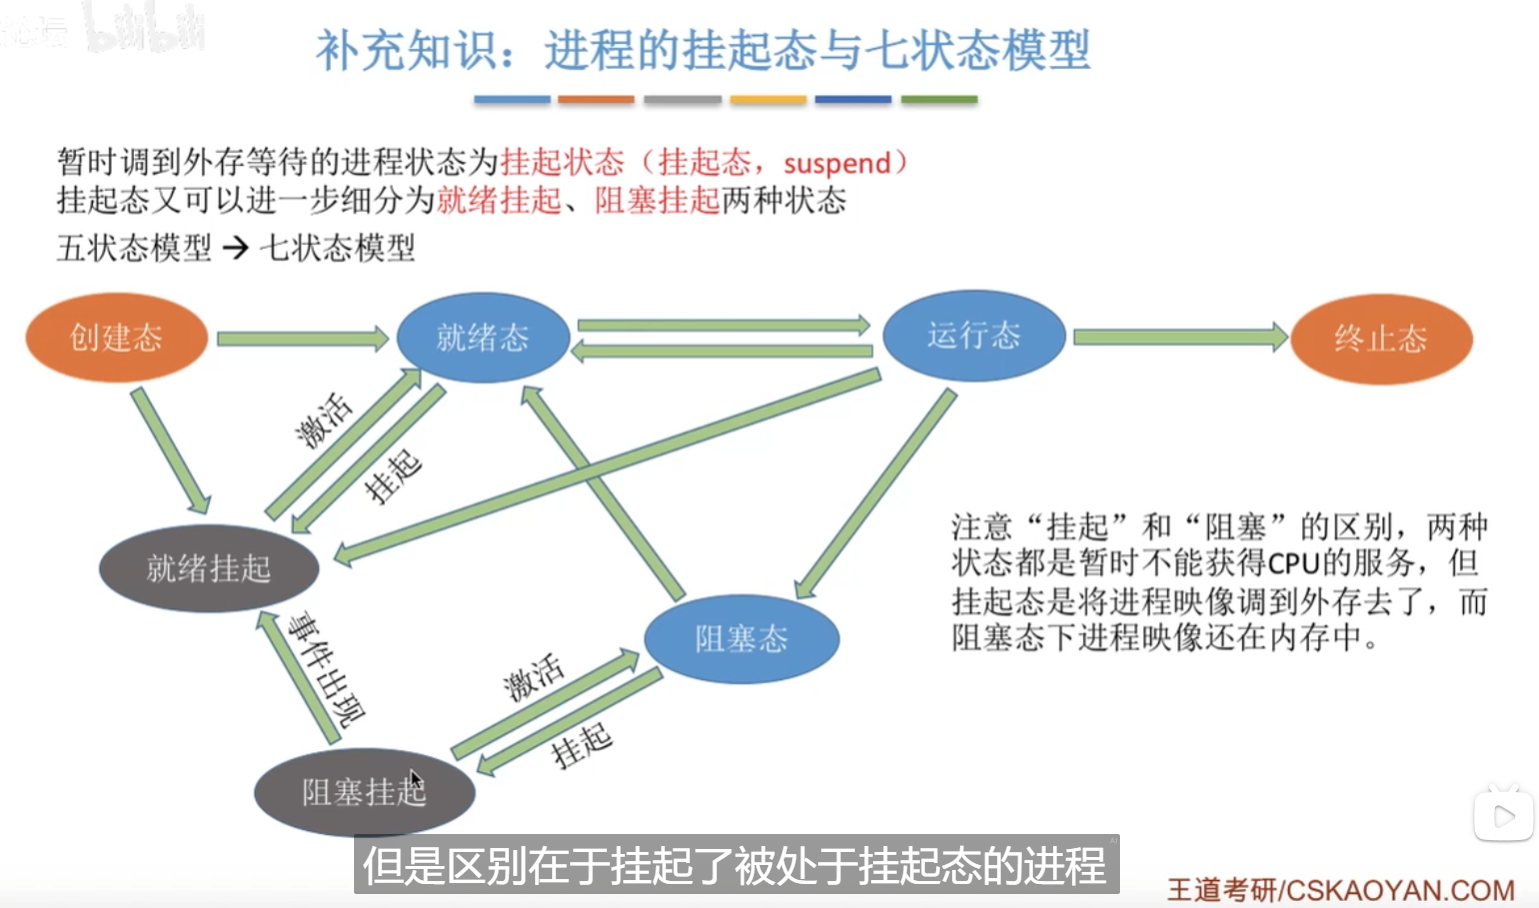 论坛 bilibili
补充知识：进程的挂起态与七状态模型
暂时调到外存等待的进程状态为挂起状态（挂起态，suspend）
挂起态又可以进一步细分为就绪挂起、阻塞挂起两种状态
五状态模型 → 七状态模型
创建态
就绪态
运行态
终止态
激活
挂起
就绪挂起
注意“挂起”和“阻塞”的区别，两种
状态都是暂时不能获得CPU的服务，但
挂起态是将进程映像调到外存去了，而
阻塞态下进程映像还在内存中。
事件出现
阻塞态
激活
挂起
阻塞挂起
但是区别在于挂起了被处于挂起态的进程
AI
王道考研/CSKAOYAN.COM